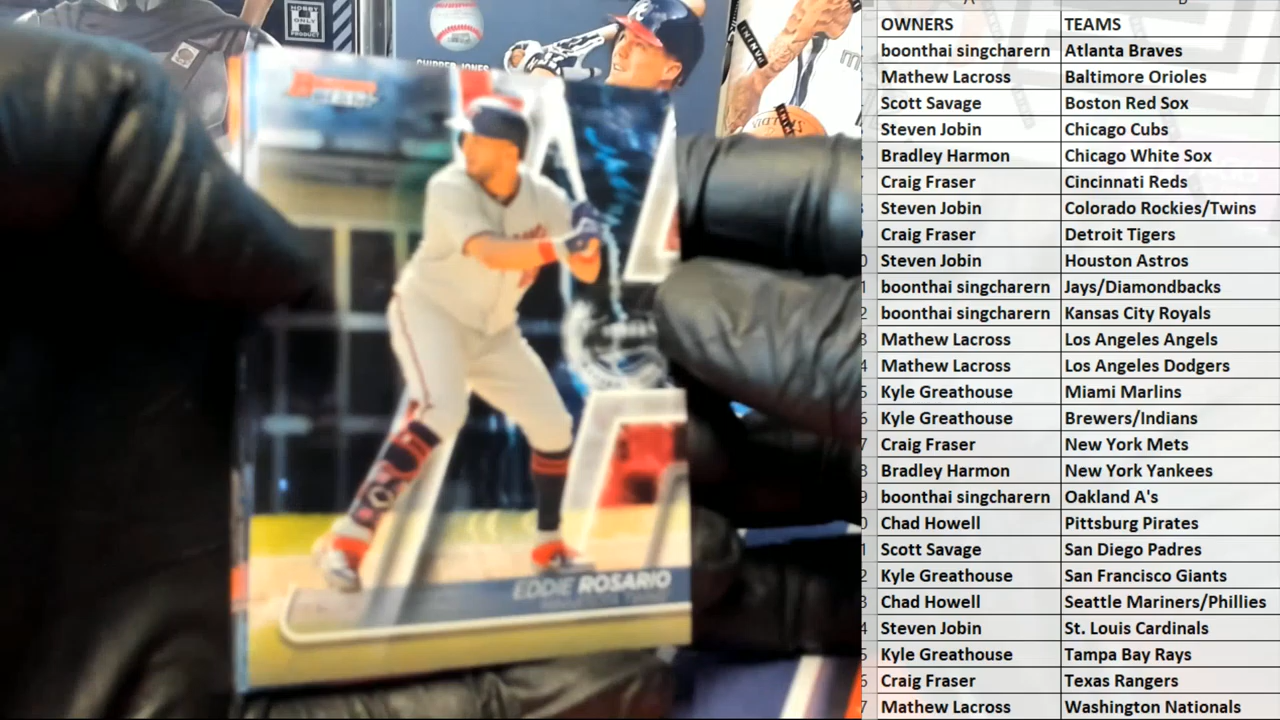 HOBBY
ONLY
PRODUCT
CHIPPER JONES
PANINI
EDDIE ROSARIO
OWNERS TEAMS
boonthai singcharern Atlanta Braves
Mathew Lacross Baltimore Orioles
Scott Savage Boston Red Sox
Steven Jobin Chicago Cubs
Bradley Harmon Chicago White Sox
Craig Fraser Cincinnati Reds
Steven Jobin Colorado Rockies/Twins
Craig Fraser Detroit Tigers
Steven Jobin Houston Astros
boonthai singcharern Jays/Diamondbacks
boonthai singcharern Kansas City Royals
Mathew Lacross Los Angeles Angels
Mathew Lacross Los Angeles Dodgers
Kyle Greathouse Miami Marlins
Kyle Greathouse Brewers/Indians
Craig Fraser New York Mets
Bradley Harmon New York Yankees
boonthai singcharern Oakland A's
Chad Howell Pittsburg Pirates
Scott Savage San Diego Padres
Kyle Greathouse San Francisco Giants
Chad Howell Seattle Mariners/Phillies
Steven Jobin St. Louis Cardinals
Kyle Greathouse Tampa Bay Rays
Craig Fraser Texas Rangers
Mathew Lacross Washington Nationals